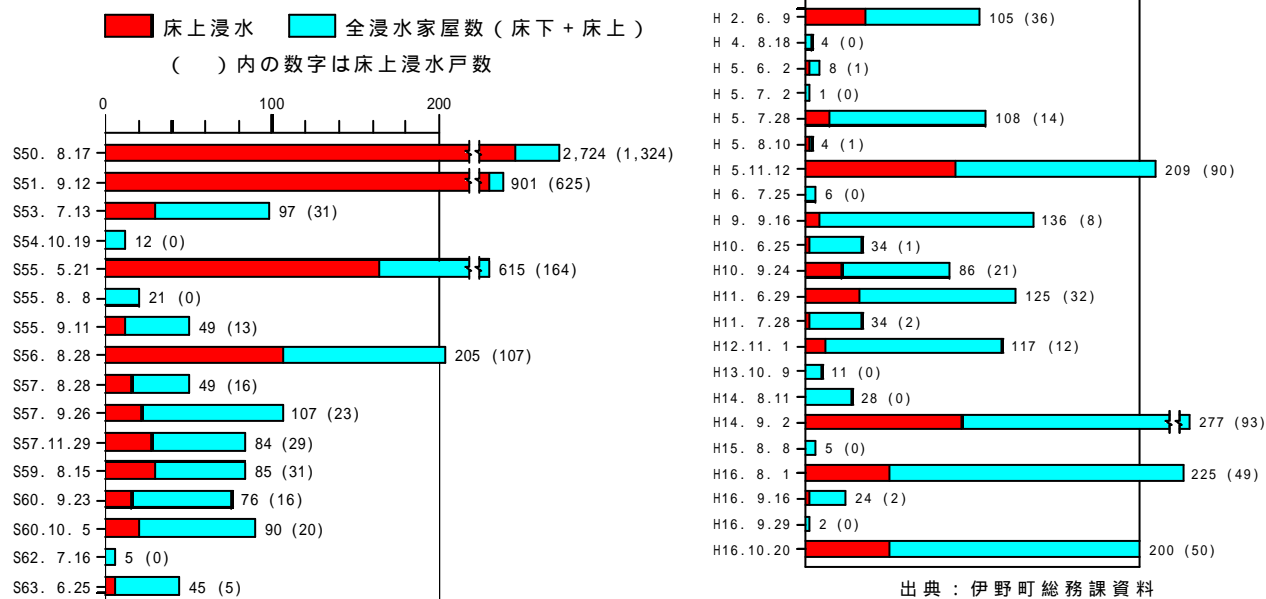 床上浸水 全浸水家屋数(床下+床上)
( )内の数字は床上浸水戸数
0 100 200
S50. 8.17 2,724 (1,324)
S51. 9.12 901 (625)
S53. 7.13 97 (31)
S54.10.19 12 (0)
S55. 5.21 615 (164)
S55. 8. 8 21 (0)
S55. 9.11 49 (13)
S56. 8.28 205 (107)
S57. 8.28 49 (16)
S57. 9.26 107 (23)
S57.11.29 84 (29)
S59. 8.15 85 (31)
S60. 9.23 76 (16)
S60.10. 5 90 (20)
S62. 7.16 5 (0)
S63. 6.25 45 (5)
H 2. 6. 9 105 (36)
H 4. 8.18 4 (0)
H 5. 6. 2 8 (1)
H 5. 7. 2 1 (0)
H 5. 7.28 108 (14)
H 5. 8.10 4 (1)
H 5.11.12 209 (90)
H 6. 7.25 6 (0)
H 9. 9.16 136 (8)
H10. 6.25 34 (1)
H10. 9.24 86 (21)
H11. 6.29 125 (32)
H11. 7.28 34 (2)
H12.11. 1 117 (12)
H13.10. 9 11 (0)
H14. 8.11 28 (0)
H14. 9. 2 277 (93)
H15. 8. 8 5 (0)
H16. 8. 1 225 (49)
H16. 9.16 24 (2)
H16. 9.29 2 (0)
H16.10.20 200 (50)
出典:伊野町総務課資料